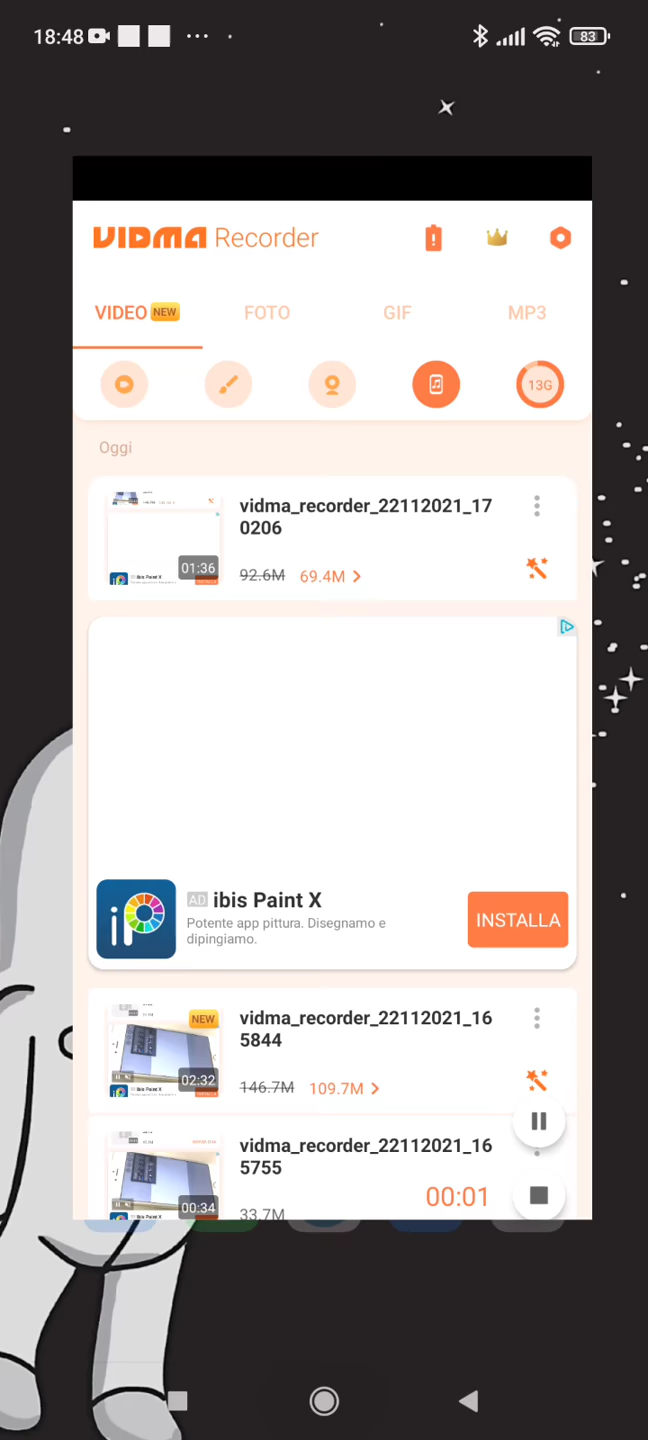 18:48
83
VIDMA Recorder
VIDEO NEW FOTO GIF MP3
13G
Oggi
vidma_recorder_22112021_17
0206
01:36
92.6M 69.4M
AD ibis Paint X
Potente app pittura. Disegnamo e
dipingiamo.
INSTALLA
NEW
vidma_recorder_22112021_16
5844
02:32
146.7M 109.7M
vidma_recorder_22112021_16
5755
00:34
33.7M
00:01